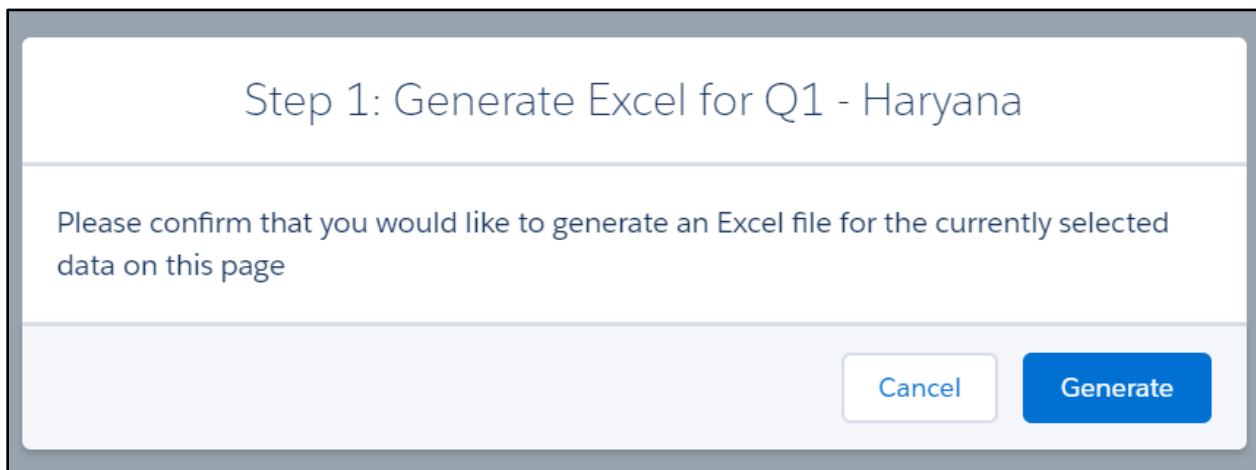 Step 1: Generate Excel for Q1 - Haryana
Please confirm that you would like to generate an Excel file for the currently selected
data on this page
Cancel
Generate